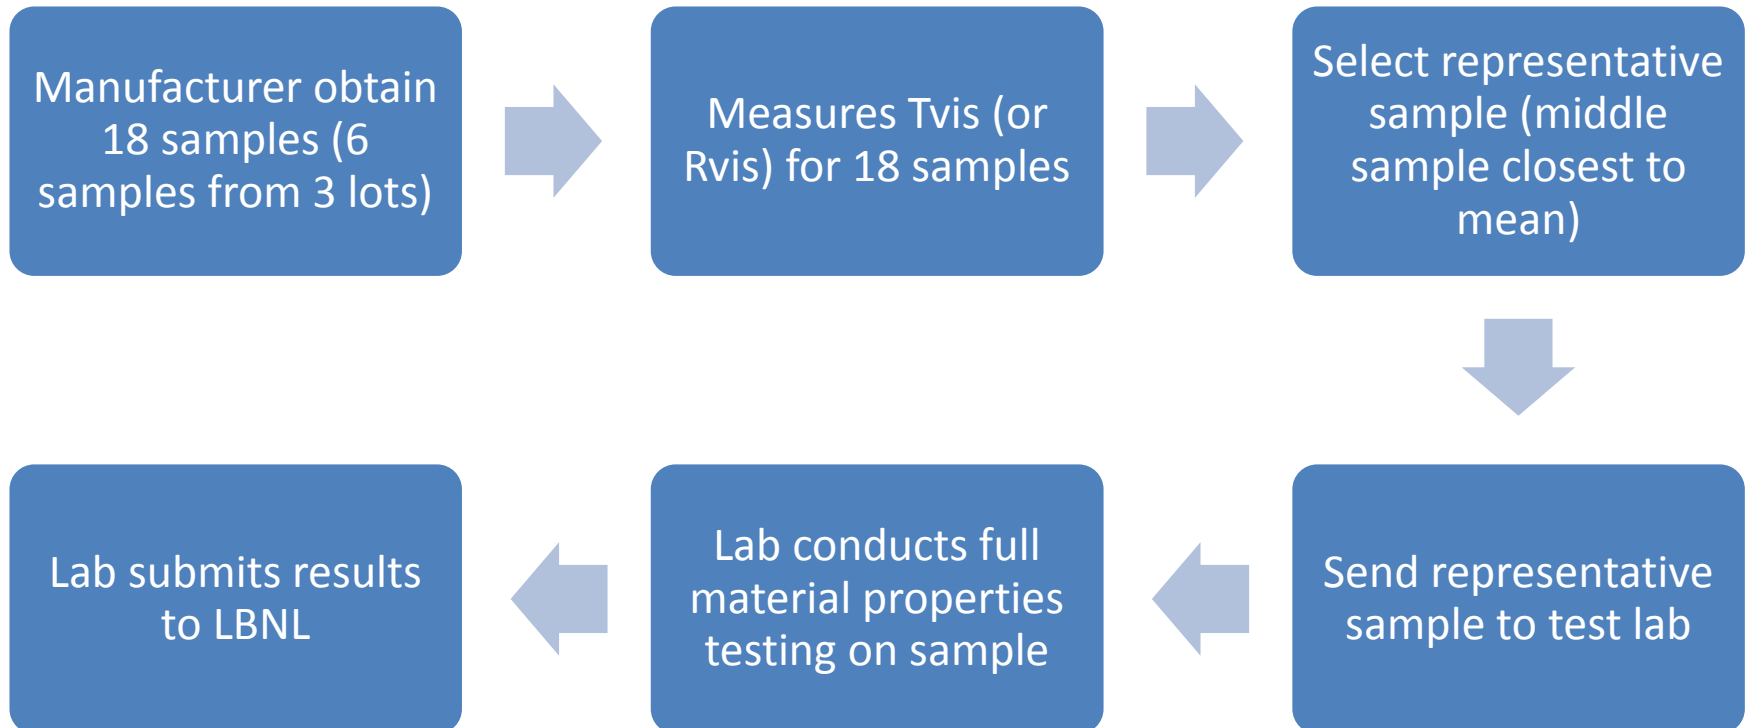 Manufacturer obtain
18 samples (6
samples from 3 lots)
Measures Tvis (or
Rvis) for 18 samples
Select representative
sample (middle
sample closest to
mean)
Send representative
sample to test lab
Lab conducts full
material properties
testing on sample
Lab submits results
to LBNL